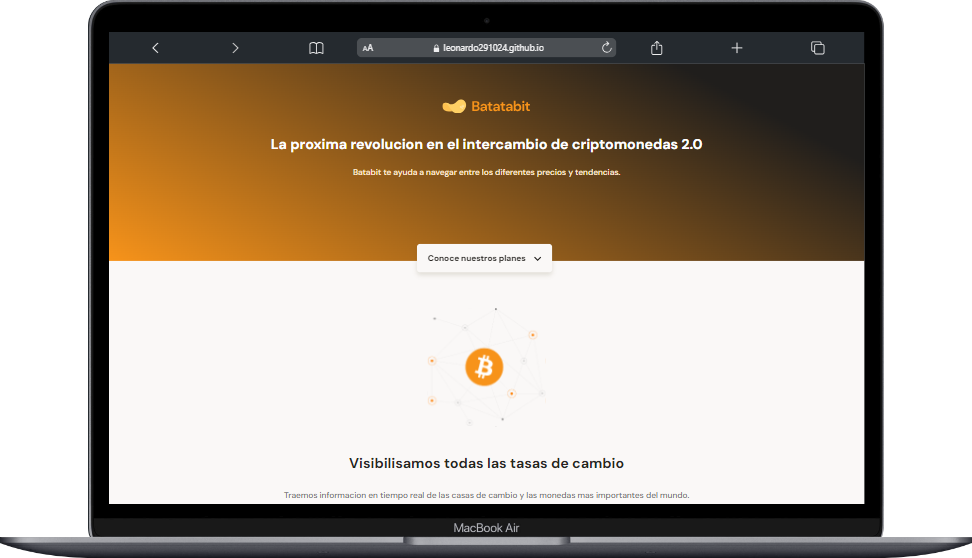 AA leonardo291024.github.io
Batatabit
La proxima revolucion en el intercambio de criptomonedas 2.0
Batabit te ayuda a navegar entre los diferentes precios y tendencias.
Conoce nuestros planes
Visibilisamos todas las tasas de cambio
Traemos informacion en tiempo real de las casas de cambio y las monedas mas importantes del mundo.
MacBook Air